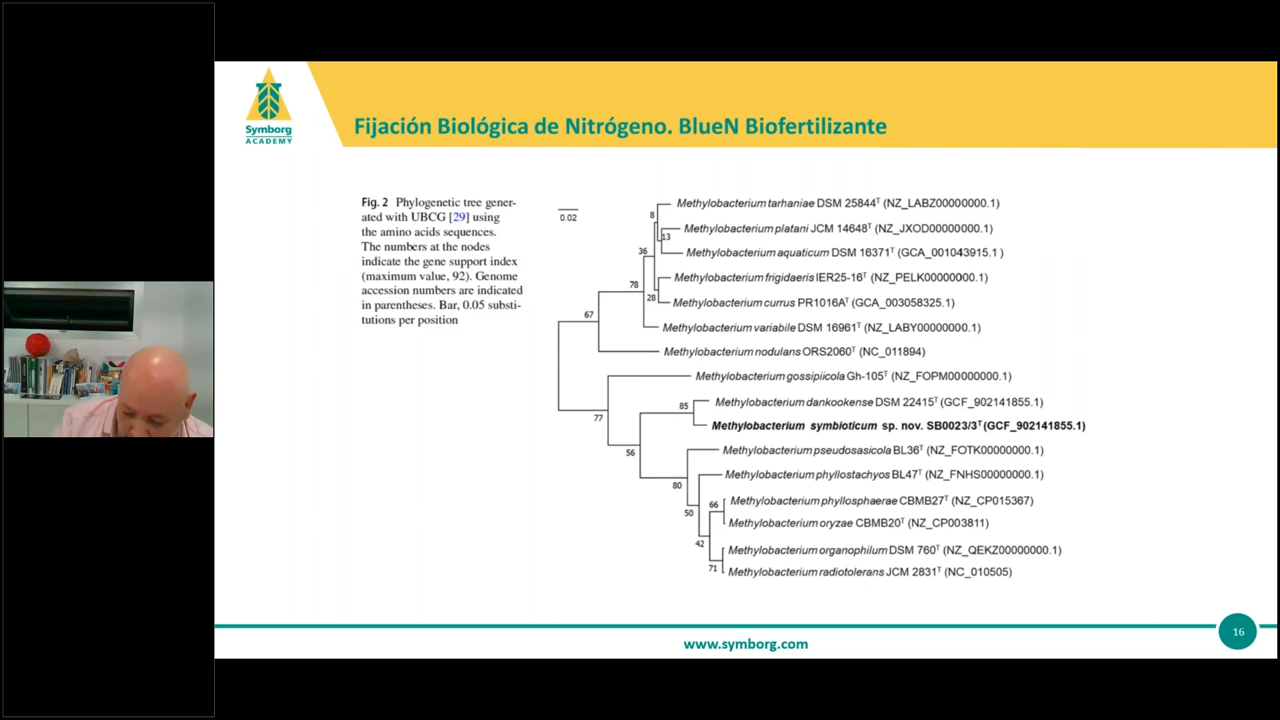 Symborg
ACADEMY
Fijación Biológica de Nitrógeno. BlueN Biofertilizante
Fig. 2 Phylogenetic tree gener-
ated with UBCG [29] using
the amino acids sequences.
The numbers at the nodes
indicate the gene support index
(maximum value, 92). Genome
accession numbers are indicated
in parentheses. Bar, 0.05 substi-
tutions per position
0.02
Methylobacterium tarhaniae DSM 25844ᵀ (NZ_LABZ00000000.1)
8
Methylobacterium platani JCM 14648ᵀ (NZ_JXOD00000000.1)
13
Methylobacterium aquaticum DSM 16371ᵀ (GCA_001043915.1 )
36
Methylobacterium frigidaeris IER25-16ᵀ (NZ_PELK00000000.1)
78
28
Methylobacterium currus PR1016Aᵀ (GCA_003058325.1)
67
Methylobacterium variabile DSM 16961ᵀ (NZ_LABY00000000.1)
Methylobacterium nodulans ORS2060ᵀ (NC_011894)
Methylobacterium gossipiicola Gh-105ᵀ (NZ_FOPM00000000.1)
Methylobacterium dankookense DSM 22415ᵀ (GCF_902141855.1)
85
77
Methylobacterium symbioticum sp. nov. SB0023/3ᵀ (GCF_902141855.1)
56
Methylobacterium pseudosasicola BL36ᵀ (NZ_FOTK00000000.1)
80
Methylobacterium phyllostachyos BL47ᵀ (NZ_FNHS00000000.1)
66
Methylobacterium phyllosphaerae CBMB27ᵀ (NZ_CP015367)
50
Methylobacterium oryzae CBMB20ᵀ (NZ_CP003811)
42
Methylobacterium organophilum DSM 760ᵀ (NZ_QEKZ00000000.1)
71
Methylobacterium radiotolerans JCM 2831ᵀ (NC_010505)
www.symborg.com
16